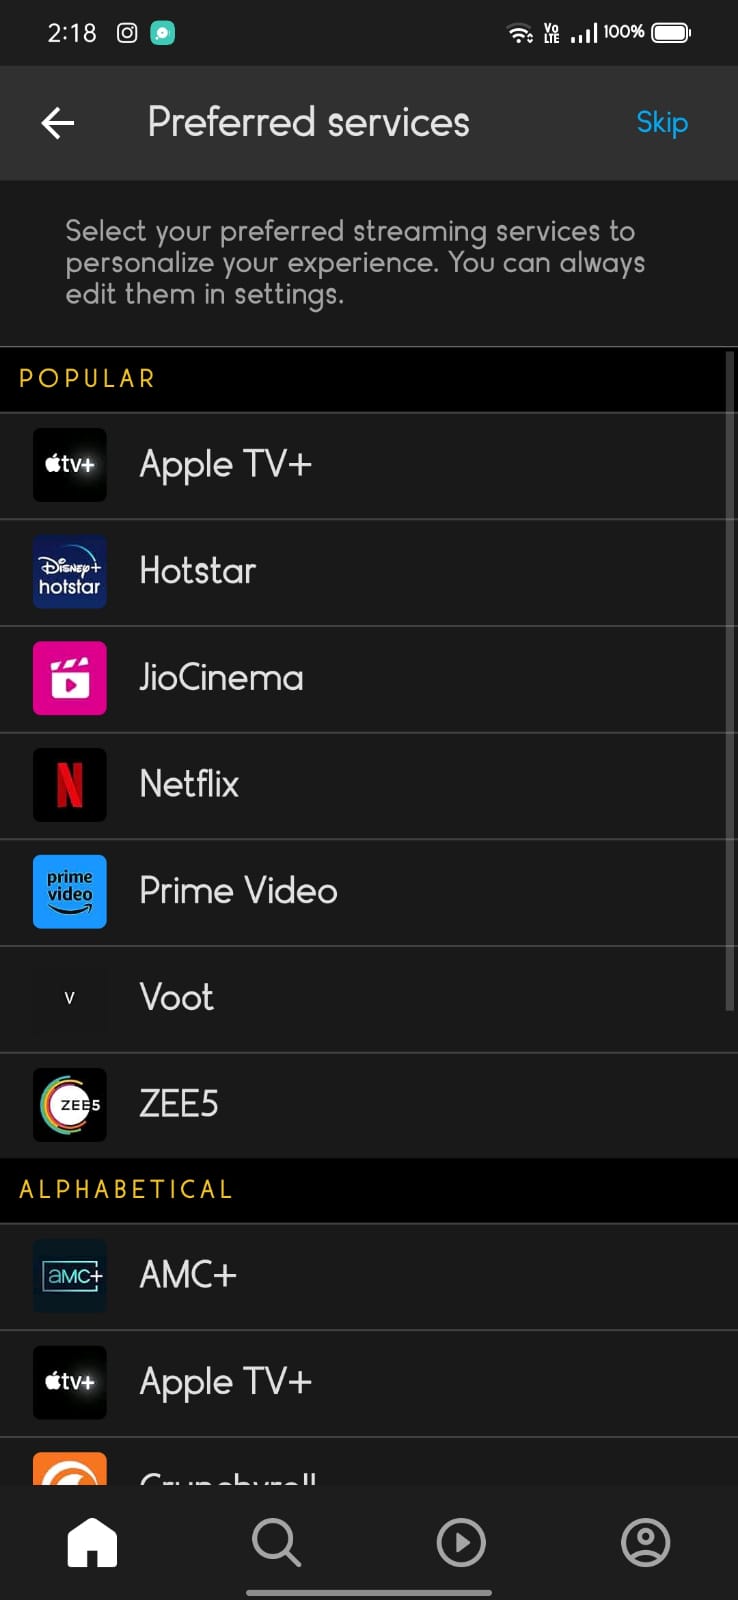 2:18 Vo LTE 100%
Preferred services Skip
Select your preferred streaming services to
personalize your experience. You can always
edit them in settings.
POPULAR
tv+ Apple TV+
Disney+
hotstar Hotstar
JioCinema
N Netflix
prime
video Prime Video
V Voot
ZEE5 ZEE5
ALPHABETICAL
aMC+ AMC+
tv+ Apple TV+
Crunchyroll